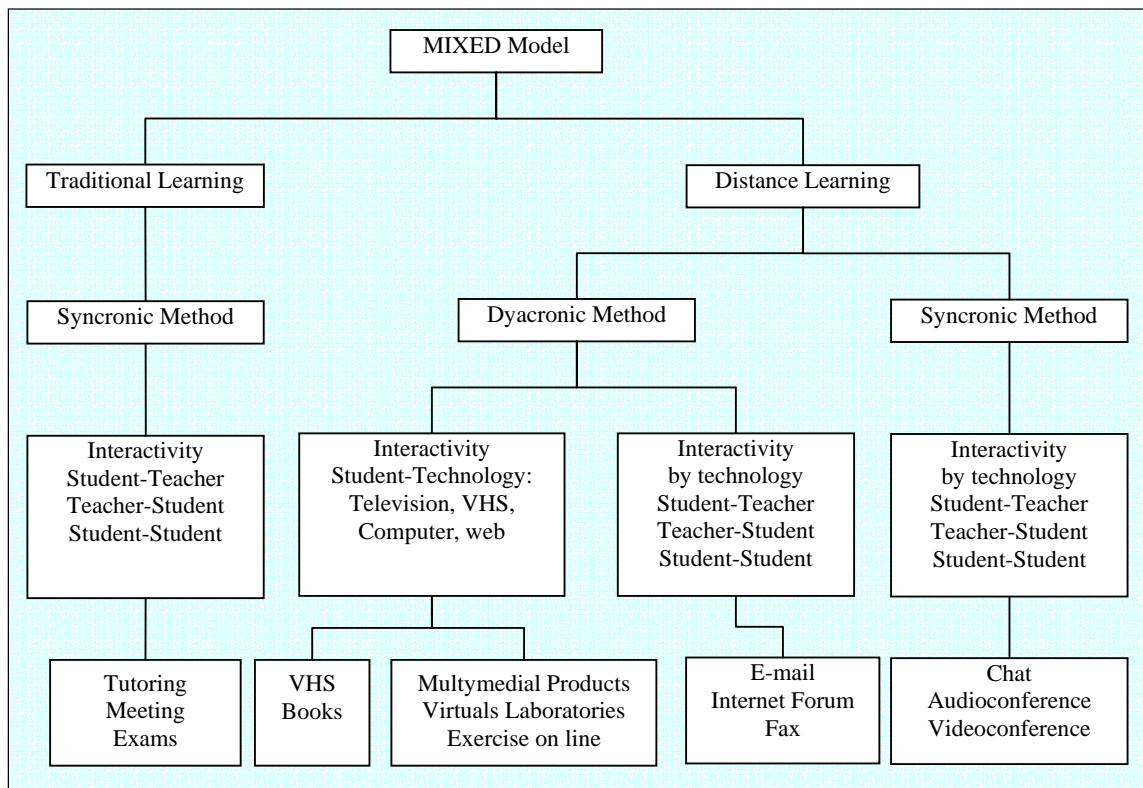 MIXED Model
Traditional Learning
Distance Learning
Syncronic Method
Dyacronic Method
Syncronic Method
Interactivity
Student-Teacher
Teacher-Student
Student-Student
Interactivity
Student-Technology:
Television, VHS,
Computer, web
Interactivity
by technology
Student-Teacher
Teacher-Student
Student-Student
Interactivity
by technology
Student-Teacher
Teacher-Student
Student-Student
Tutoring
Meeting
Exams
VHS
Books
Multymedial Products
Virtuals Laboratories
Exercise on line
E-mail
Internet Forum
Fax
Chat
Audioconference
Videoconference